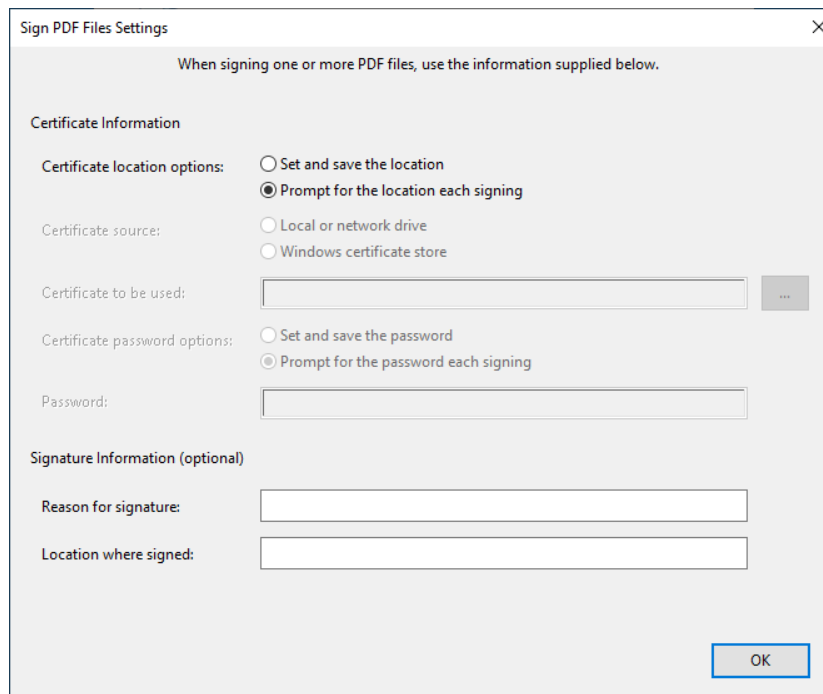 Sign PDF Files Settings
When signing one or more PDF files, use the information supplied below.
Certificate Information
Certificate location options:
Set and save the location
Prompt for the location each signing
Certificate source:
Local or network drive
Windows certificate store
Certificate to be used:
...
Certificate password options:
Set and save the password
Prompt for the password each signing
Password:
Signature Information (optional)
Reason for signature:
Location where signed:
OK